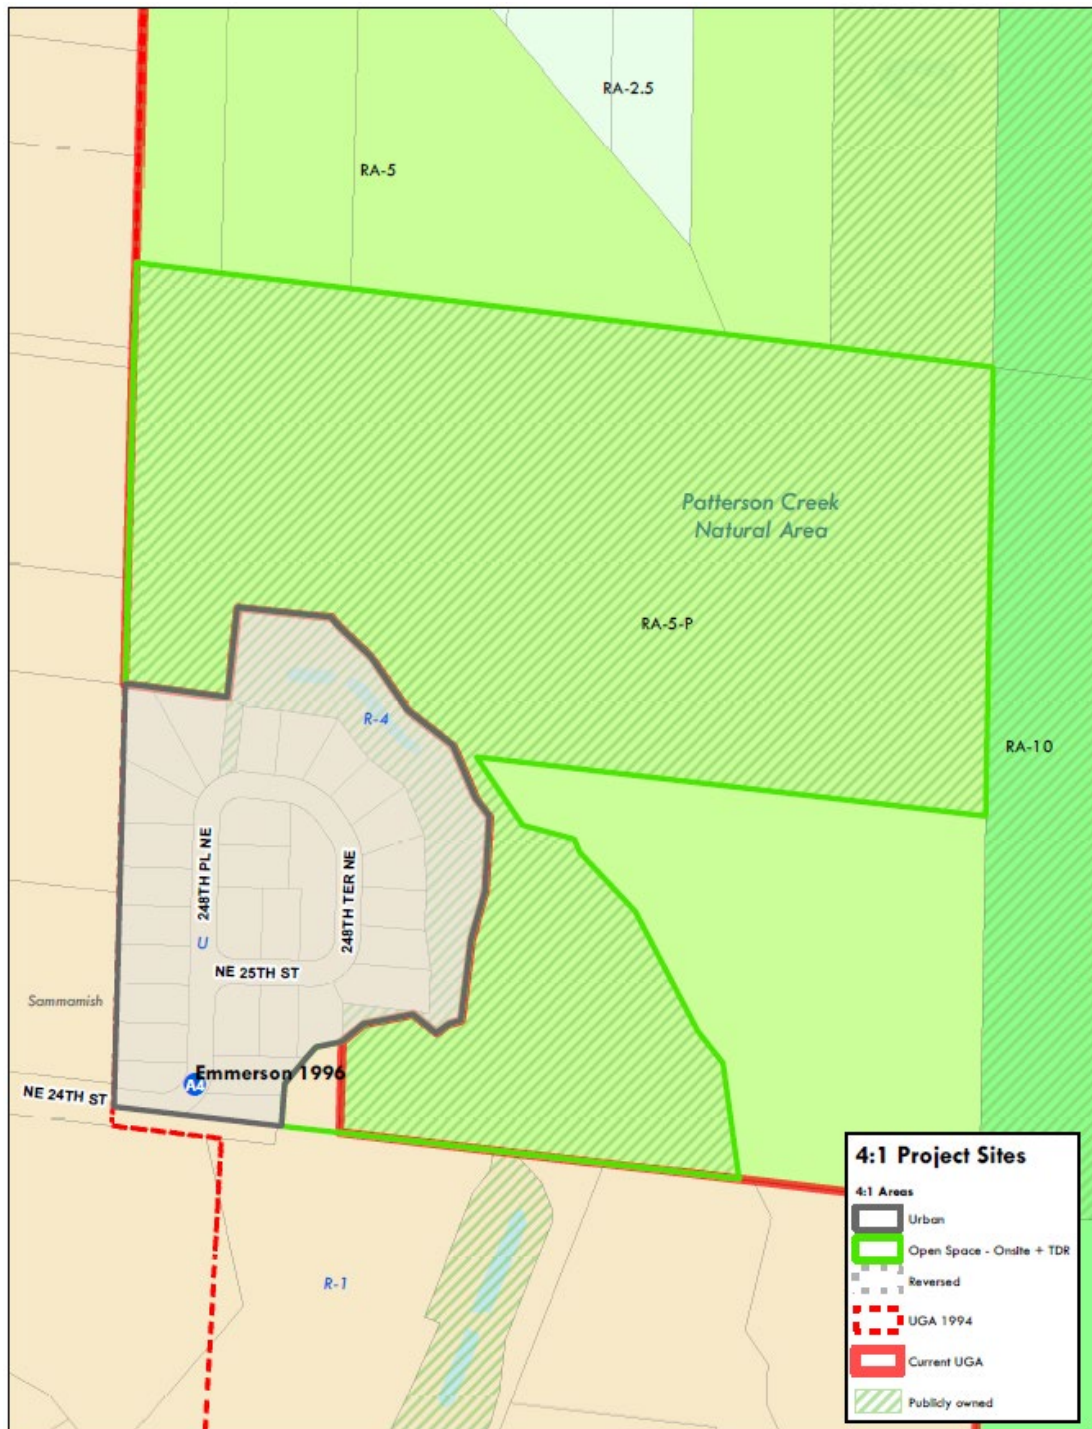 RA-2.5
RA-5
Patterson Creek
Natural Area
RA-5-P
R-4
RA-10
248TH PL NE
248TH TER NE
U
NE 25TH ST
Sammamish
Emmerson 1996
A4
NE 24TH ST
R-1
4:1 Project Sites
4:1 Areas
Urban
Open Space - Onsite + TDR
Reversed
UGA 1994
Current UGA
Publicly owned